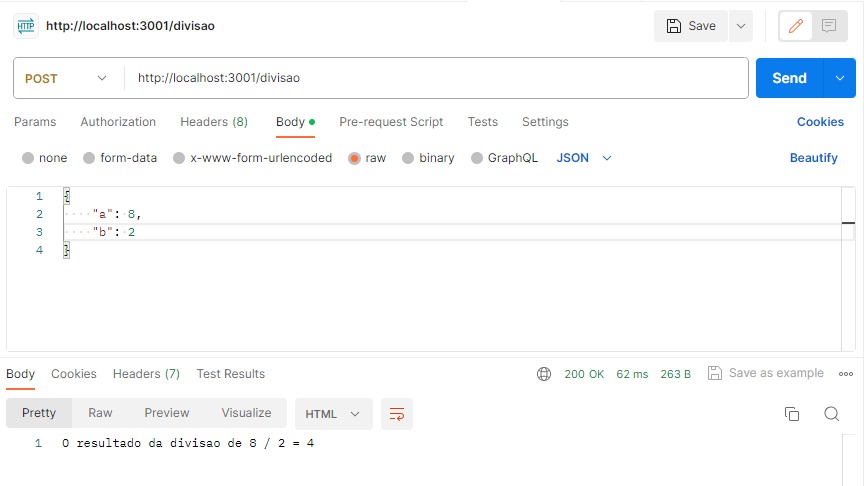 HTTP http://localhost:3001/divisao Save
POST http://localhost:3001/divisao Send
Params Authorization Headers (8) Body Pre-request Script Tests Settings Cookies
none form-data x-www-form-urlencoded raw binary GraphQL JSON Beautify
1 {
2 "a": 8,
3 "b": 2
4 }
Body Cookies Headers (7) Test Results 200 OK 62 ms 263 B Save as example
Pretty Raw Preview Visualize HTML
1 O resultado da divisao de 8 / 2 = 4